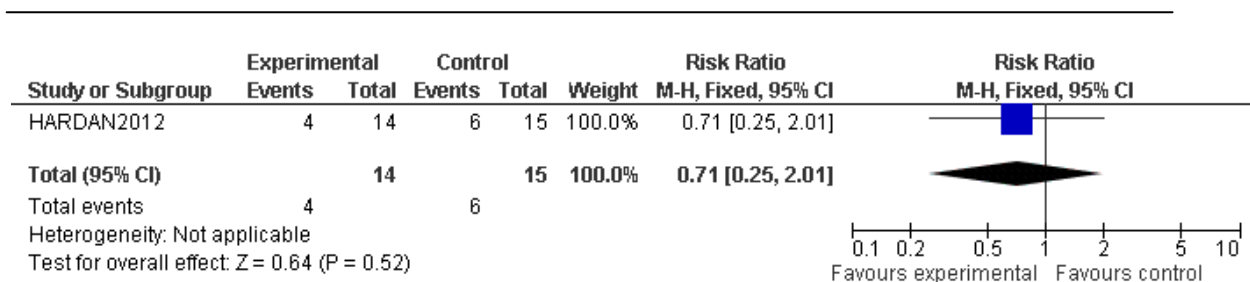 Experimental Control Risk Ratio Risk Ratio
Study or Subgroup Events Total Events Total Weight M-H, Fixed, 95% CI M-H, Fixed, 95% CI
HARDAN2012 4 14 6 15 100.0% 0.71 [0.25, 2.01]
Total (95% CI) 14 15 100.0% 0.71 [0.25, 2.01]
Total events 4 6
Heterogeneity: Not applicable
Test for overall effect: Z = 0.64 (P = 0.52)
0.1 0.2 0.5 1 2 5 10
Favours experimental Favours control